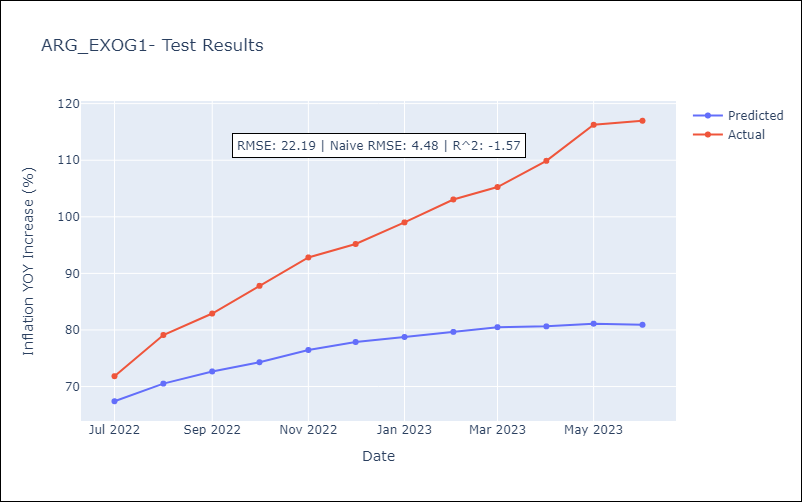 ARG_EXOG1- Test Results
120
110
100
90
80
70
Inflation YOY Increase (%)
RMSE: 22.19 | Naive RMSE: 4.48 | R^2: -1.57
Predicted
Actual
Jul 2022 Sep 2022 Nov 2022 Jan 2023 Mar 2023 May 2023
Date